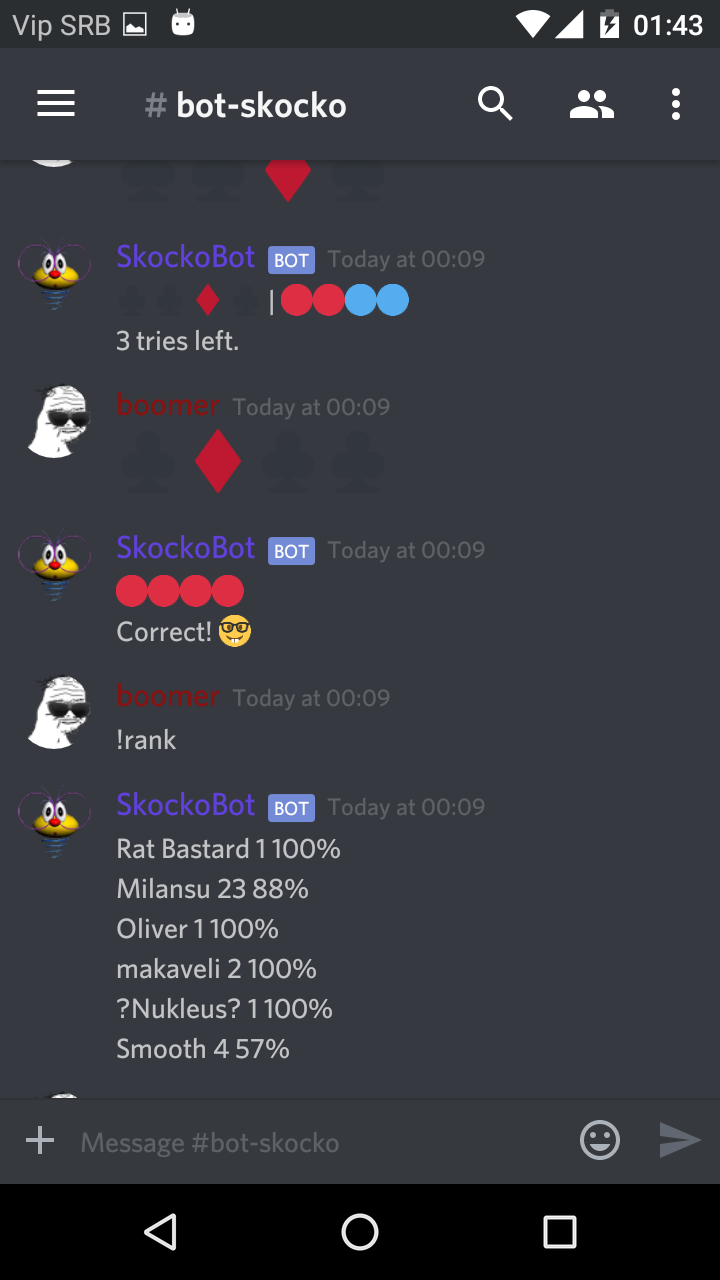 Vip SRB 01:43
# bot-skocko
SkockoBot BOT Today at 00:09
|
3 tries left.
boomer Today at 00:09
SkockoBot BOT Today at 00:09
Correct!
boomer Today at 00:09
!rank
SkockoBot BOT Today at 00:09
Rat Bastard 1 100%
Milansu 23 88%
Oliver 1 100%
makaveli 2 100%
?Nukleus? 1 100%
Smooth 4 57%
Message #bot-skocko